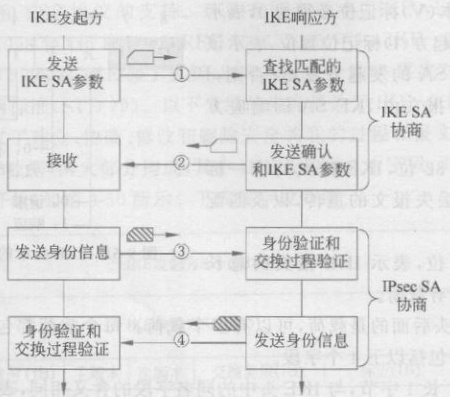 IKE发起方
IKE响应方
发送
IKE SA参数
①
查找匹配的
IKE SA参数
IKE SA
协商
接收
②
发送确认
和IKE SA参数
发送身份信息
③
身份验证和
交换过程验证
IPsec SA
协商
身份验证和
交换过程验证
④
发送身份信息